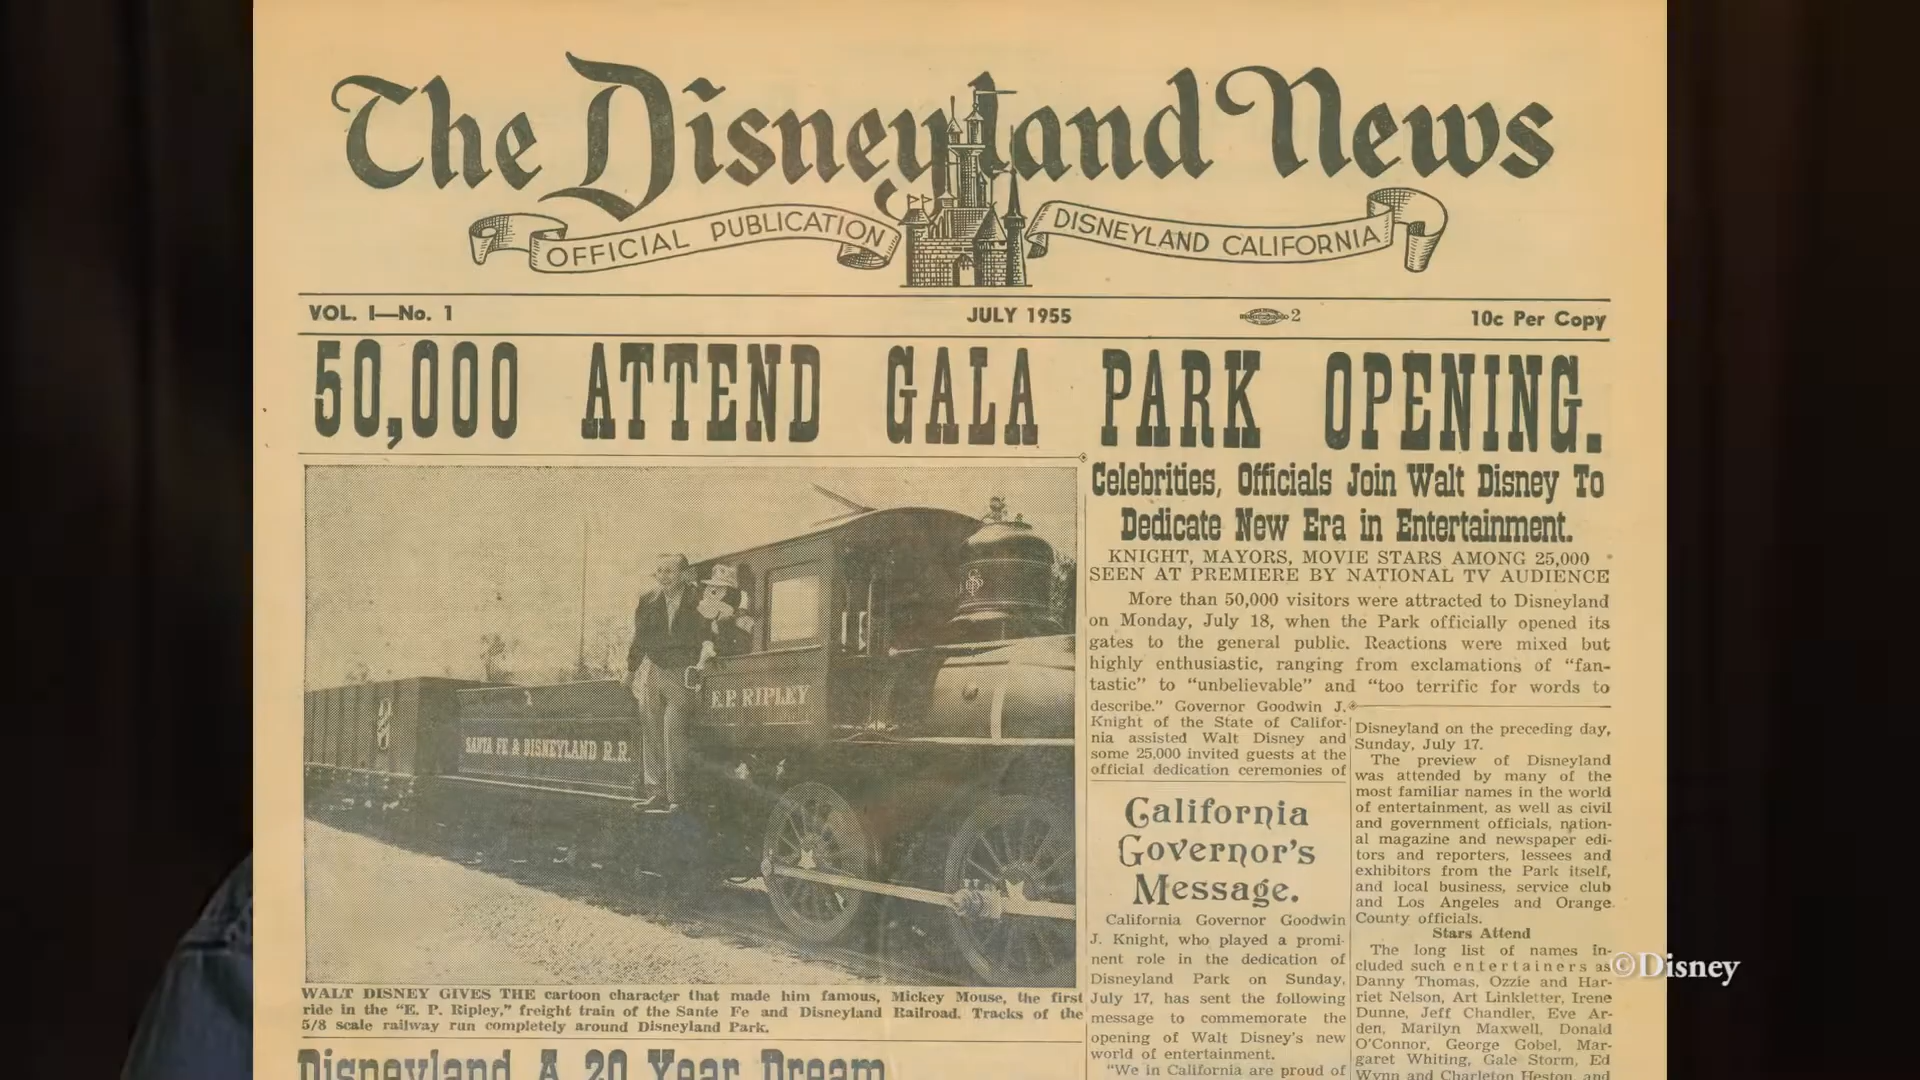 The Disneyland News
OFFICIAL PUBLICATION
DISNEYLAND CALIFORNIA
VOL. I—No. 1
JULY 1955
2
10c Per Copy
50,000 ATTEND GALA PARK OPENING.
E. P. RIPLEY
SANTA FE & DISNEYLAND R.R.
WALT DISNEY GIVES THE cartoon character that made him famous, Mickey Mouse, the first
ride in the “E. P. Ripley,” freight train of the Sante Fe and Disneyland Railroad. Tracks of the
5/8 scale railway run completely around Disneyland Park.
Disneyland A 20 Year Dream
Celebrities, Officials Join Walt Disney To
Dedicate New Era in Entertainment.
KNIGHT, MAYORS, MOVIE STARS AMONG 25,000
SEEN AT PREMIERE BY NATIONAL TV AUDIENCE
More than 50,000 visitors were attracted to Disneyland
on Monday, July 18, when the Park officially opened its
gates to the general public. Reactions were mixed but
highly enthusiastic, ranging from exclamations of “fan-
tastic” to “unbelievable” and “too terrific for words to
describe.” Governor Goodwin J.
Knight of the State of Califor-
nia assisted Walt Disney and
some 25,000 invited guests at the
official dedication ceremonies of
California
Governor's
Message.
California Governor Goodwin
J. Knight, who played a promi-
nent role in the dedication of
Disneyland Park on Sunday,
July 17, has sent the following
message to commemorate the
opening of Walt Disney's new
world of entertainment.
“We in California are proud of
Disneyland on the preceding day,
Sunday, July 17.
The preview of Disneyland
was attended by many of the
most familiar names in the world
of entertainment, as well as civil
and government officials, nation-
al magazine and newspaper edi-
tors and reporters, lessees and
exhibitors from the Park itself,
and local business, service club
and Los Angeles and Orange
County officials.
Stars Attend
The long list of names in-
cluded such entertainers as
Danny Thomas, Ozzie and Har-
riet Nelson, Art Linkletter, Irene
Dunne, Jeff Chandler, Eve Ar-
den, Marilyn Maxwell, Donald
O'Connor, George Gobel, Mar-
garet Whiting, Gale Storm, Ed
Wynn and Charleton Heston, and
©Disney